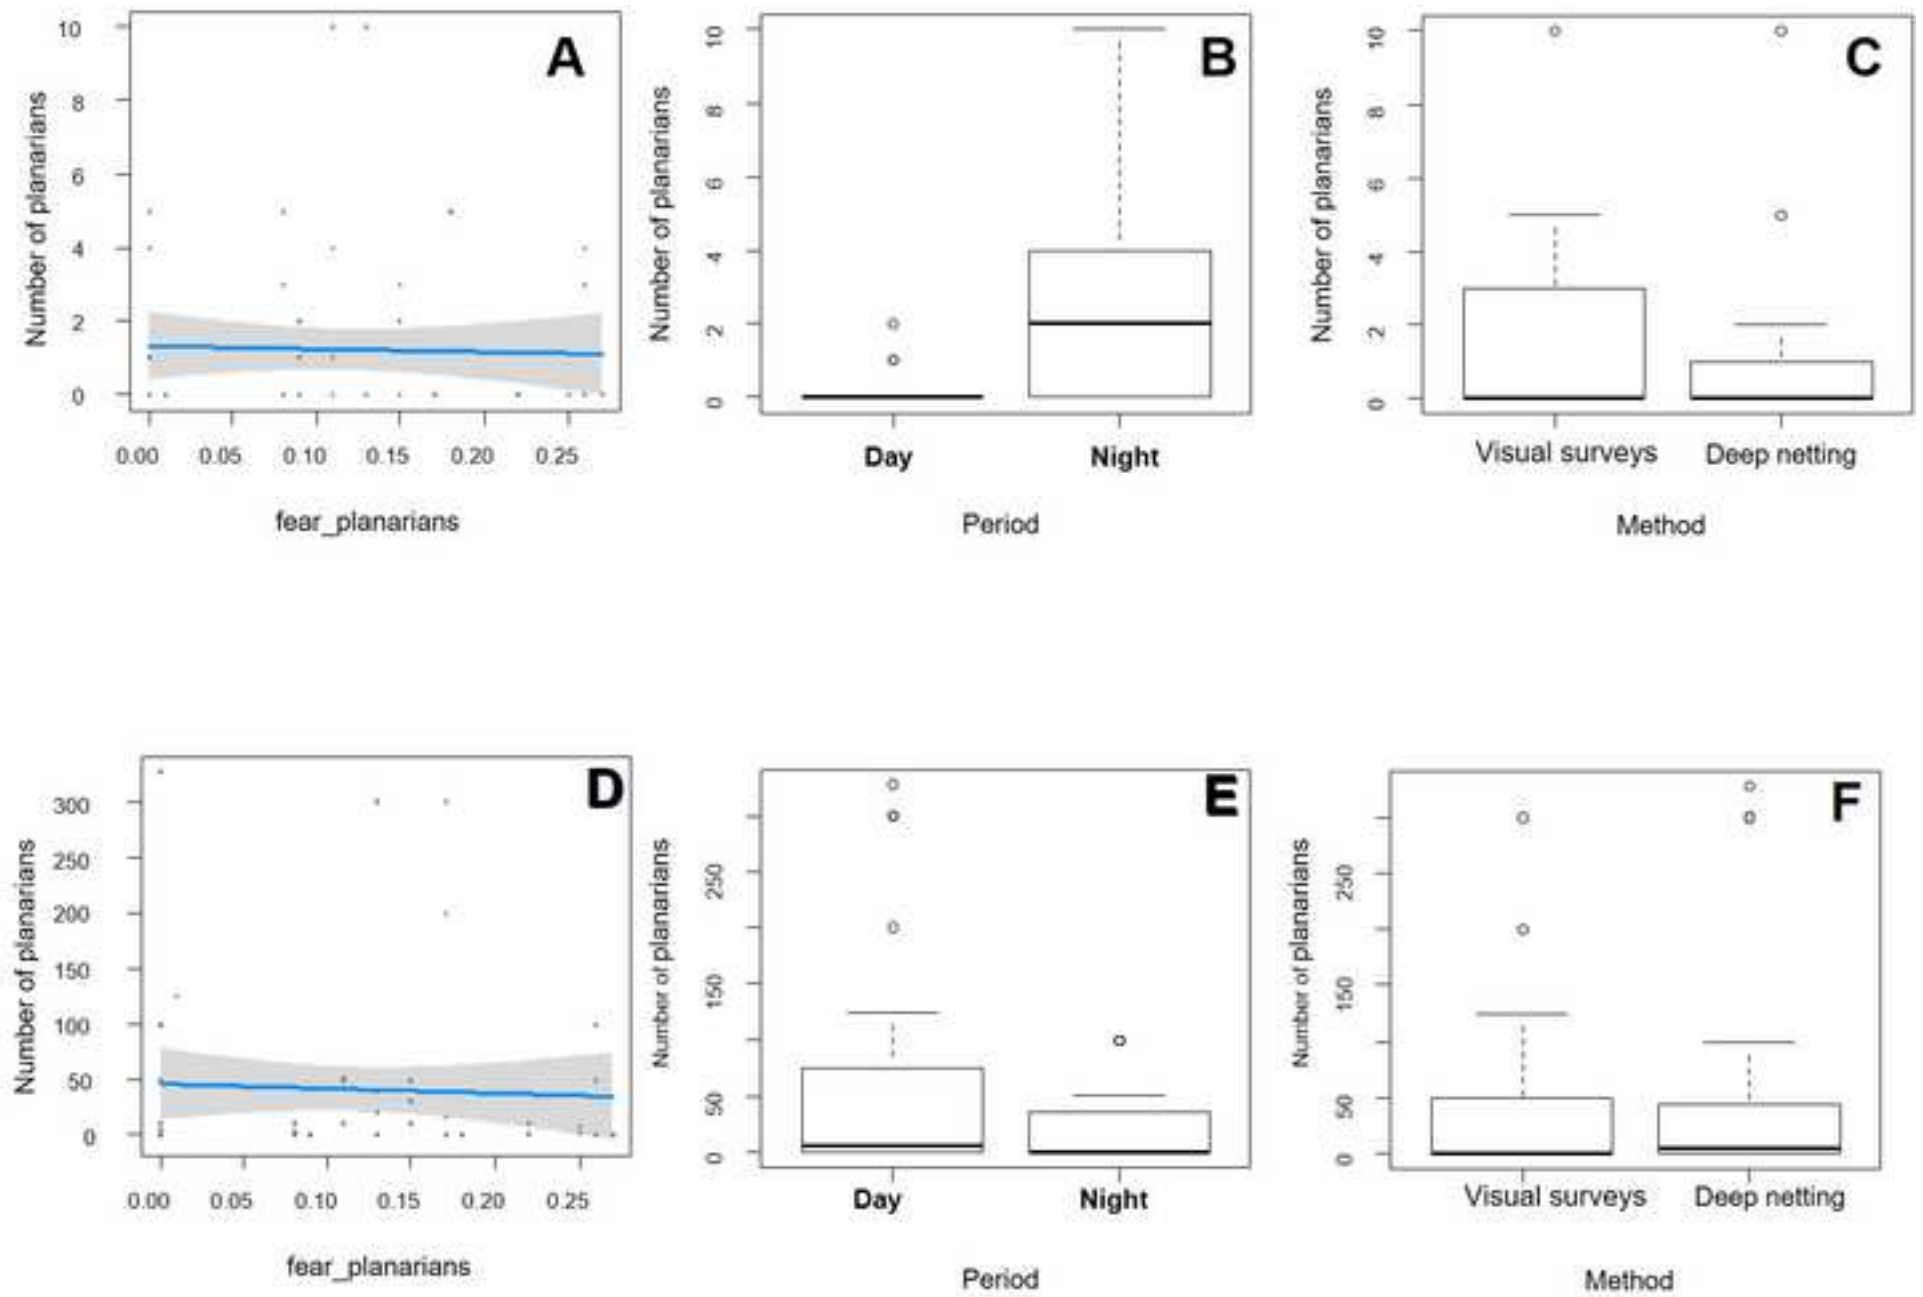 A
Number of planarians
10
8
6
4
2
0
0.00 0.05 0.10 0.15 0.20 0.25
fear_planarians
B
Number of planarians
10
8
6
4
2
0
Day Night
Period
C
Number of planarians
10
8
6
4
2
0
Visual surveys Deep netting
Method
D
Number of planarians
300
250
200
150
100
50
0
0.00 0.05 0.10 0.15 0.20 0.25
fear_planarians
E
Number of planarians
250
150
50
0
Day Night
Period
F
Number of planarians
250
150
50
0
Visual surveys Deep netting
Method